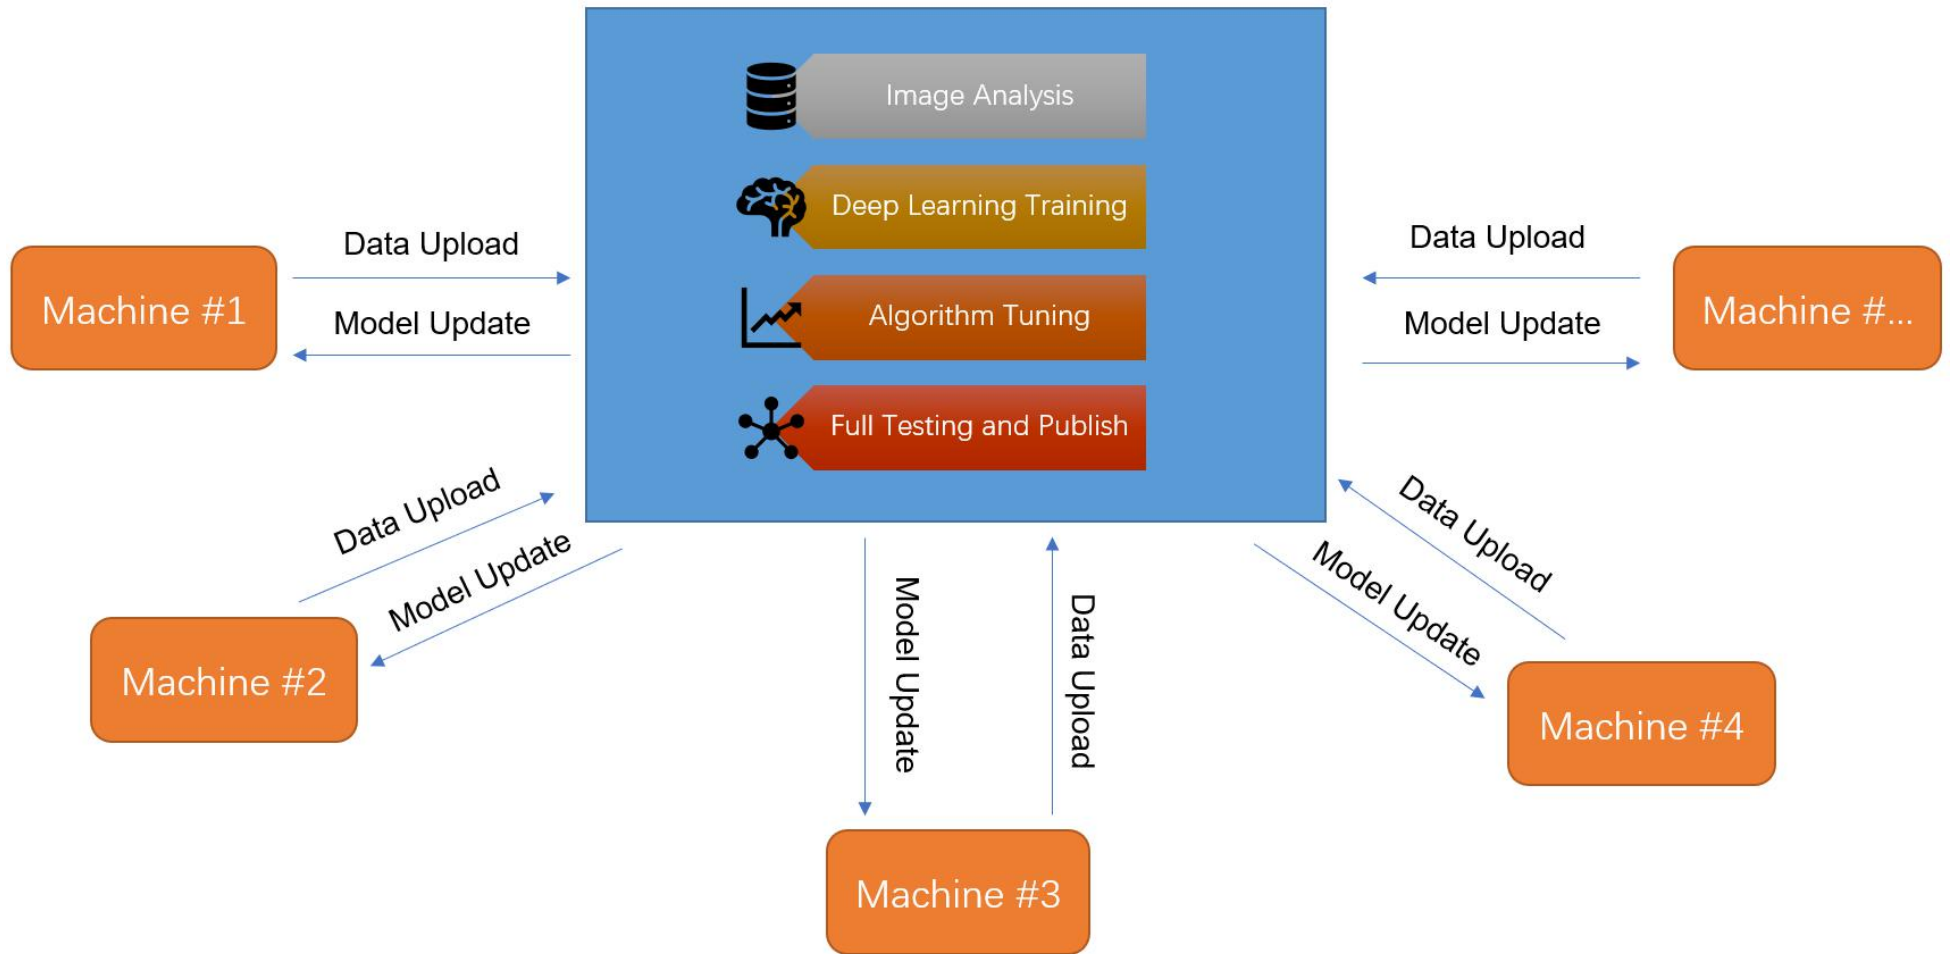 Image Analysis
Deep Learning Training
Algorithm Tuning
Full Testing and Publish
Data Upload
Model Update
Machine #1
Data Upload
Model Update
Machine #...
Data Upload
Model Update
Machine #2
Model Update
Data Upload
Machine #3
Data Upload
Model Update
Machine #4